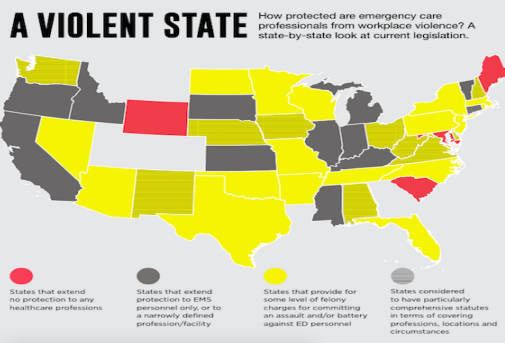 A VIOLENT STATE
How protected are emergency care
professionals from workplace violence? A
state-by-state look at current legislation.
States that extend
no protection to any
healthcare professions
States that extend
protection to EMS
personnel only, or to
a narrowly defined
profession/facility
States that provide for
some level of felony
charges for committing
an assault and/or battery
against ED personnel
States considered
to have particularly
comprehensive statutes
in terms of covering
professions, locations and
circumstances